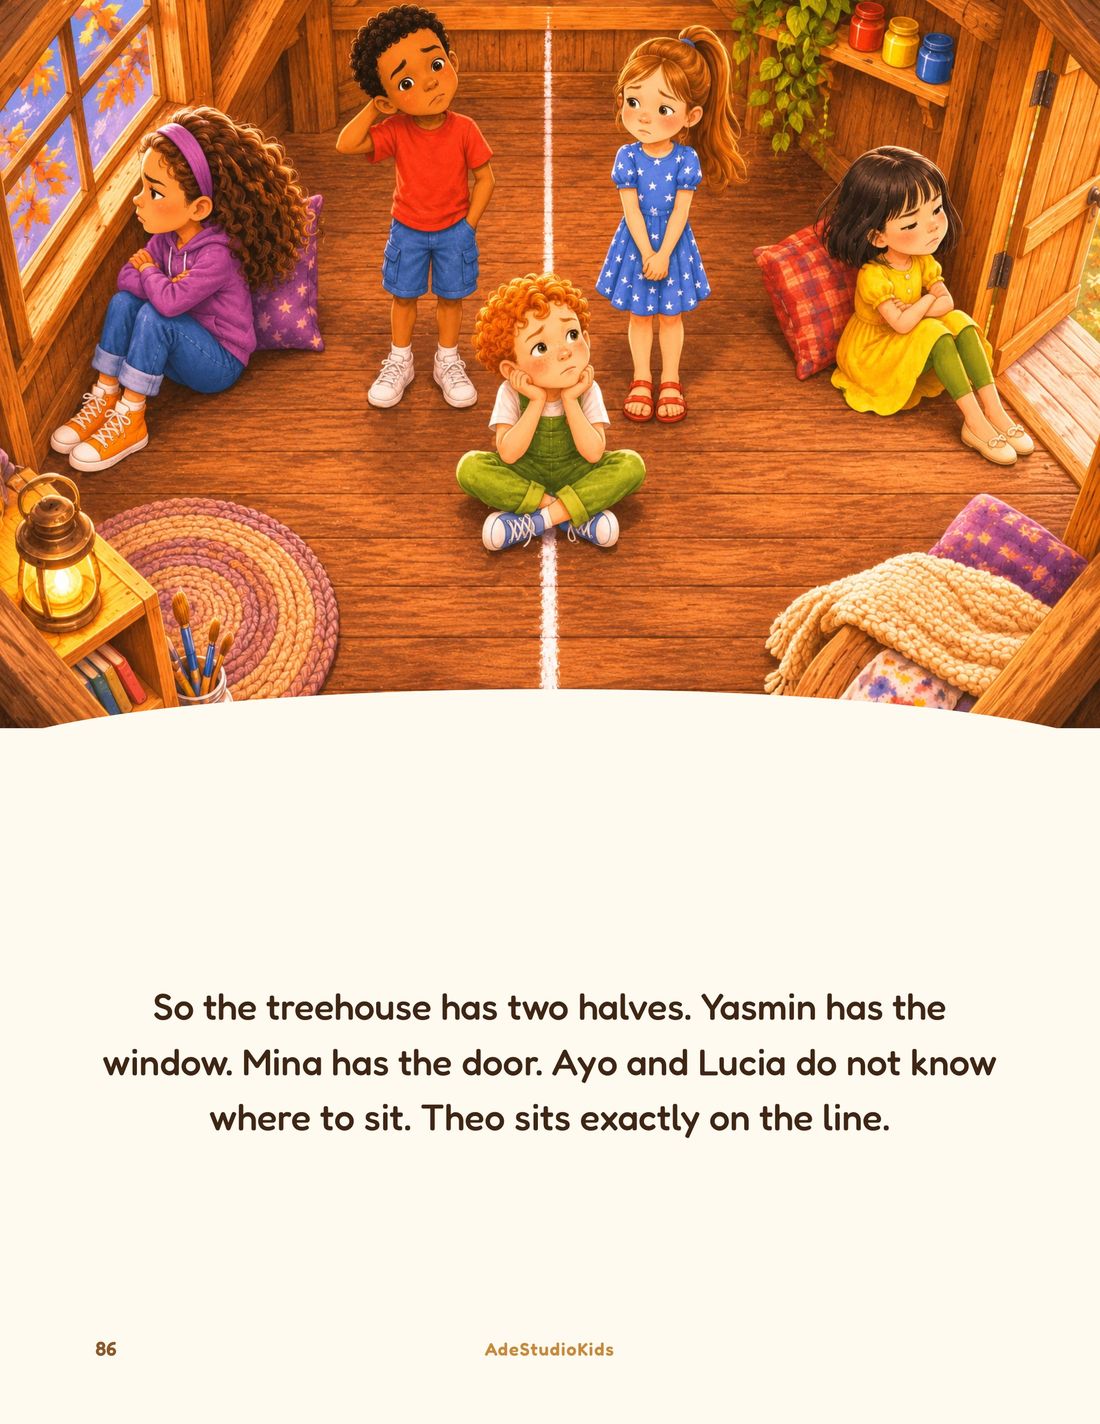 So the treehouse has two halves. Yasmin has the
window. Mina has the door. Ayo and Lucia do not know
where to sit. Theo sits exactly on the line.
86
AdeStudioKids